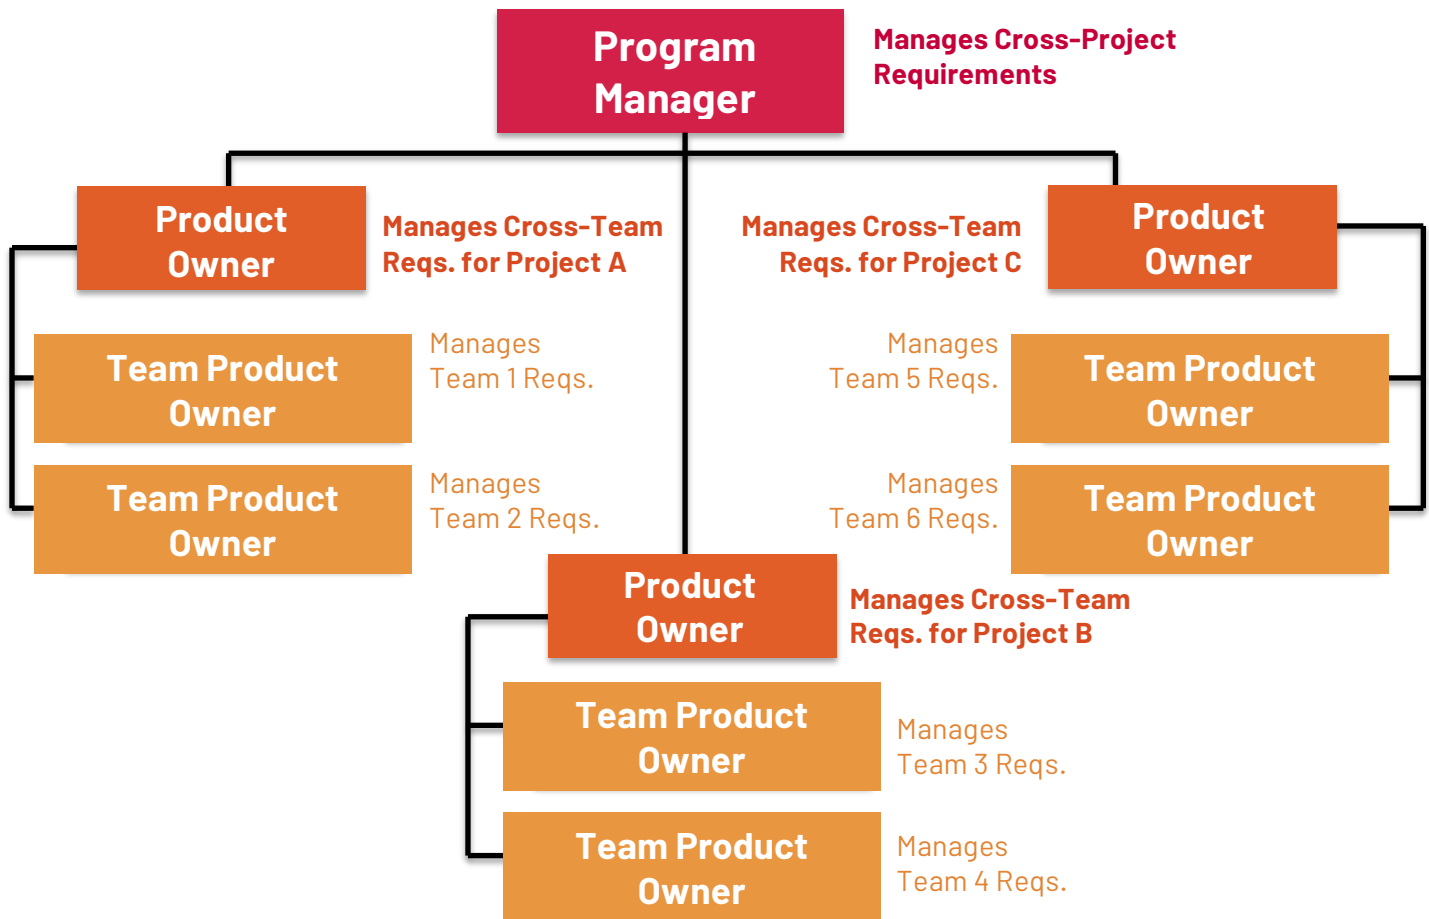 Program
Manager
Manages Cross-Project
Requirements
Product
Owner
Manages Cross-Team
Reqs. for Project A
Manages Cross-Team
Reqs. for Project C
Product
Owner
Team Product
Owner
Manages
Team 1 Reqs.
Manages
Team 5 Reqs.
Team Product
Owner
Team Product
Owner
Manages
Team 2 Reqs.
Manages
Team 6 Reqs.
Team Product
Owner
Product
Owner
Manages Cross-Team
Reqs. for Project B
Team Product
Owner
Manages
Team 3 Reqs.
Team Product
Owner
Manages
Team 4 Reqs.